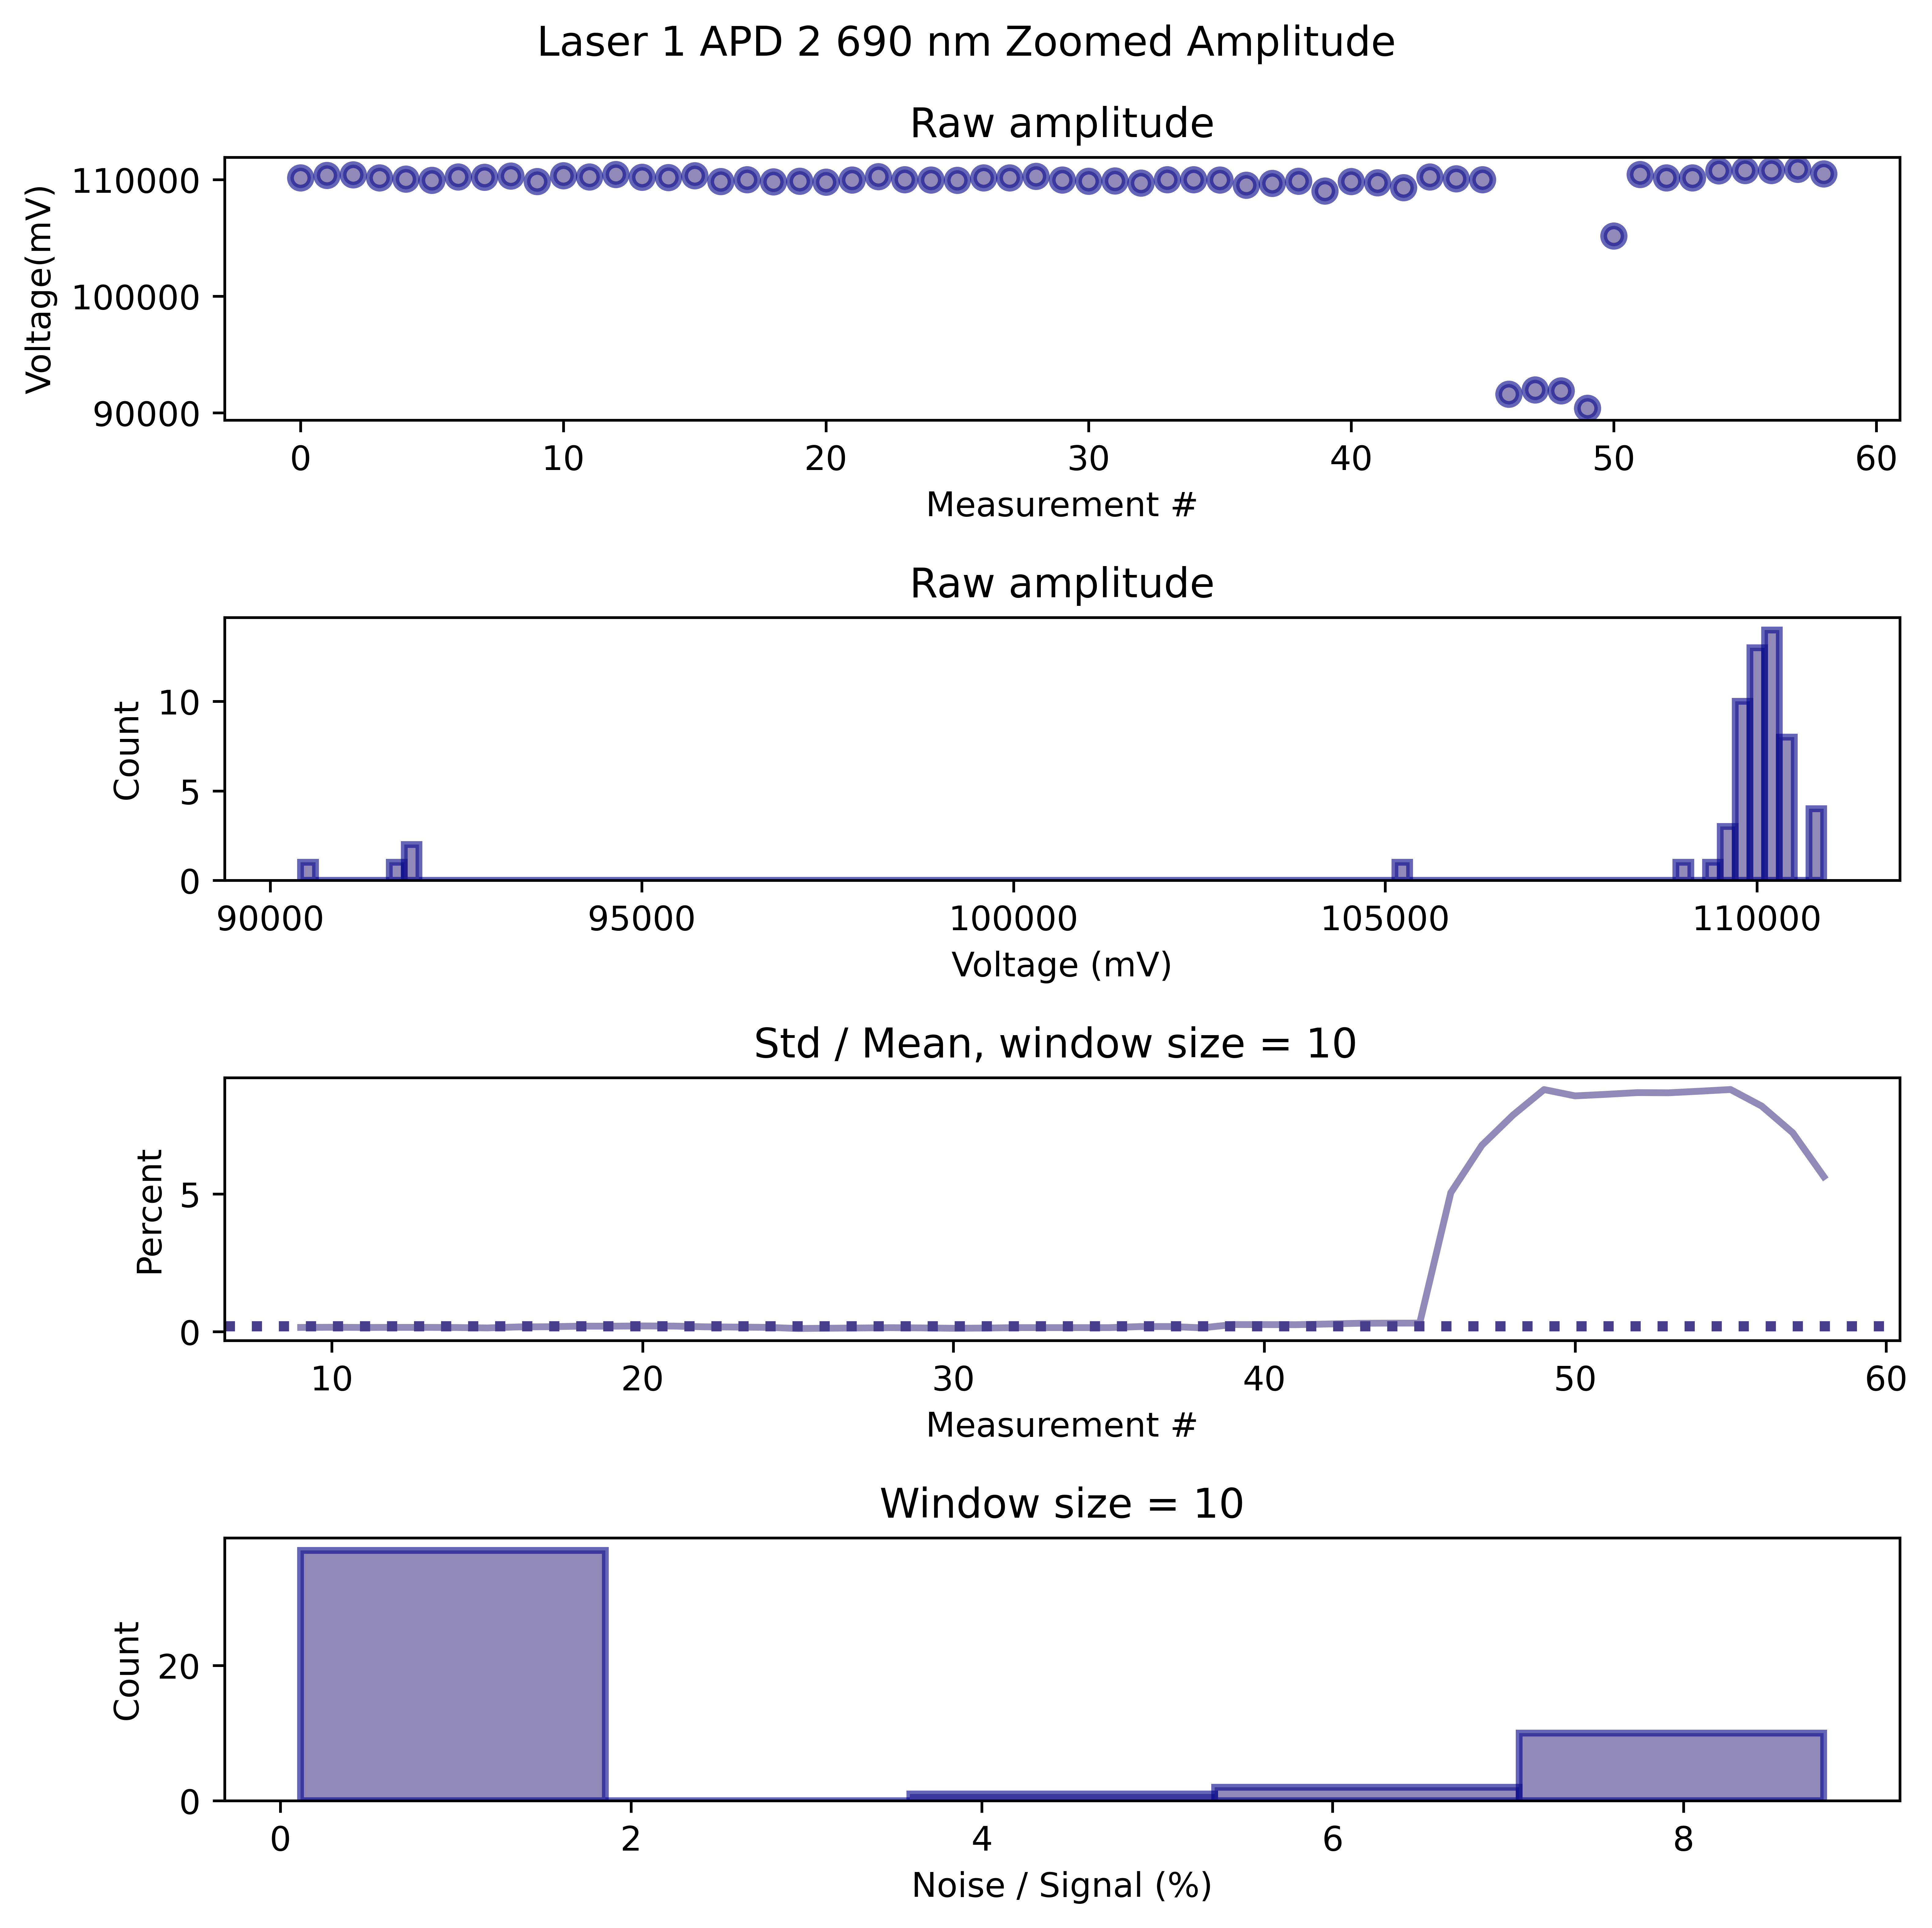 Laser 1 APD 2 690 nm Zoomed Amplitude
Raw amplitude
Voltage(mV)
110000
100000
90000
0 10 20 30 40 50 60
Measurement #
Raw amplitude
Count
10
5
0
90000 95000 100000 105000 110000
Voltage (mV)
Std / Mean, window size = 10
Percent
5
0
10 20 30 40 50 60
Measurement #
Window size = 10
Count
20
0
0 2 4 6 8
Noise / Signal (%)